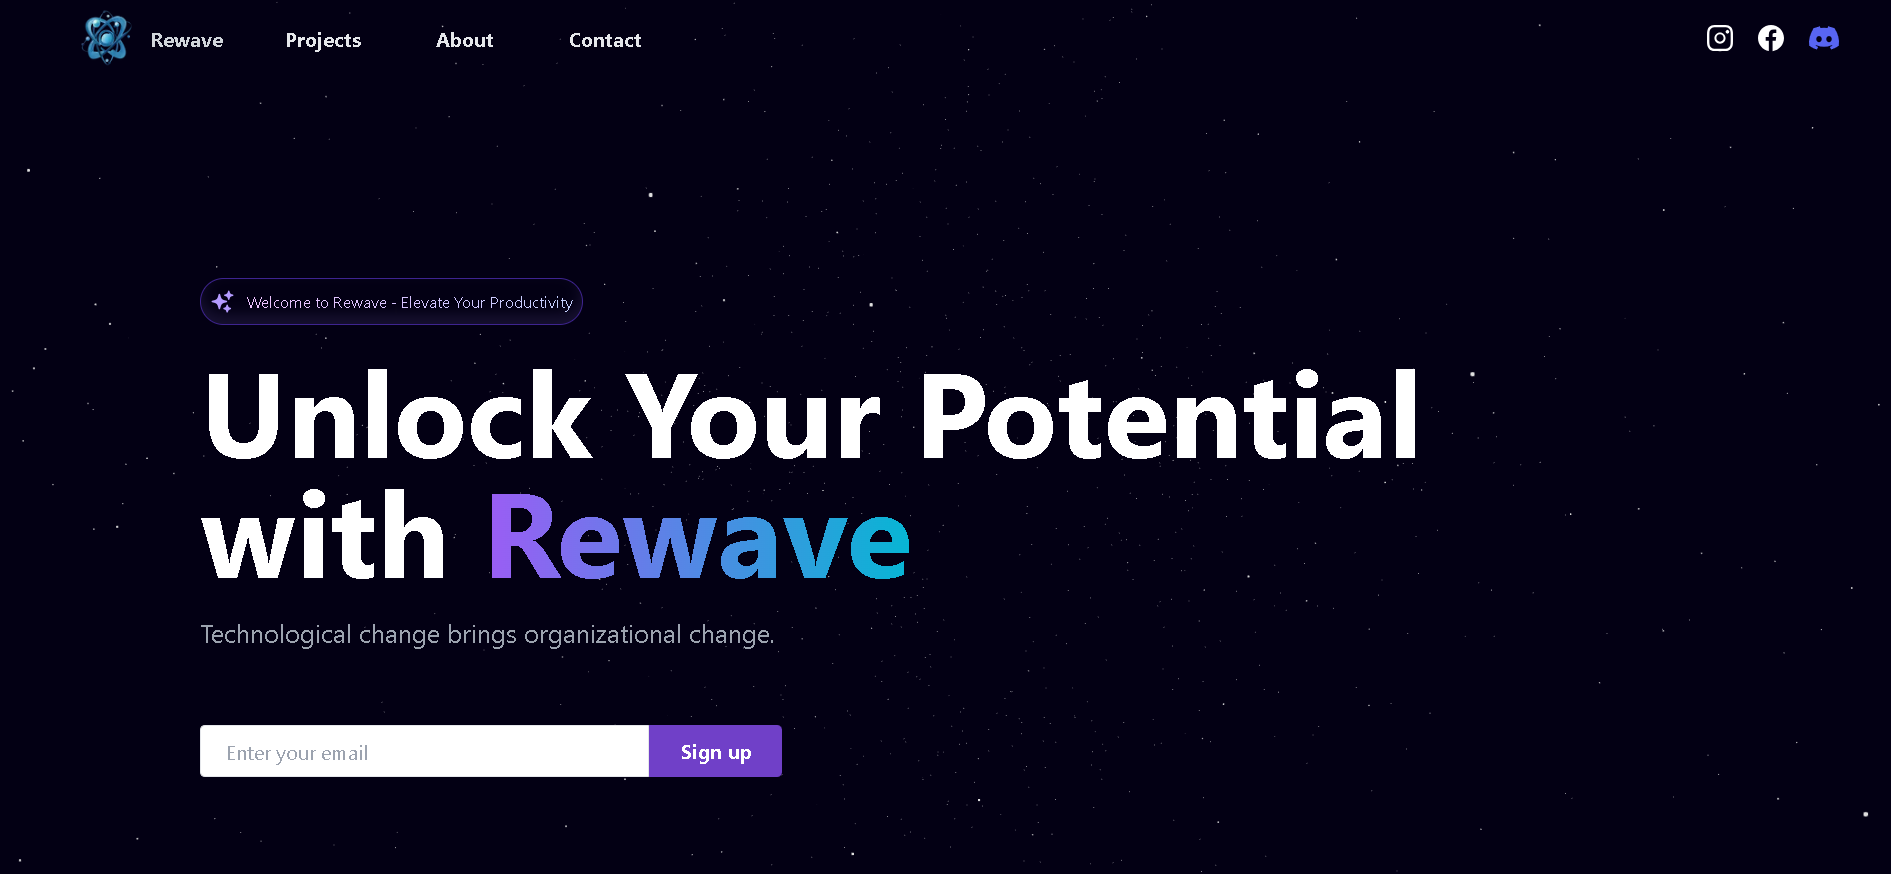 Rewave Projects About Contact
Welcome to Rewave - Elevate Your Productivity
Unlock Your Potential
with Rewave
Technological change brings organizational change.
Enter your email Sign up